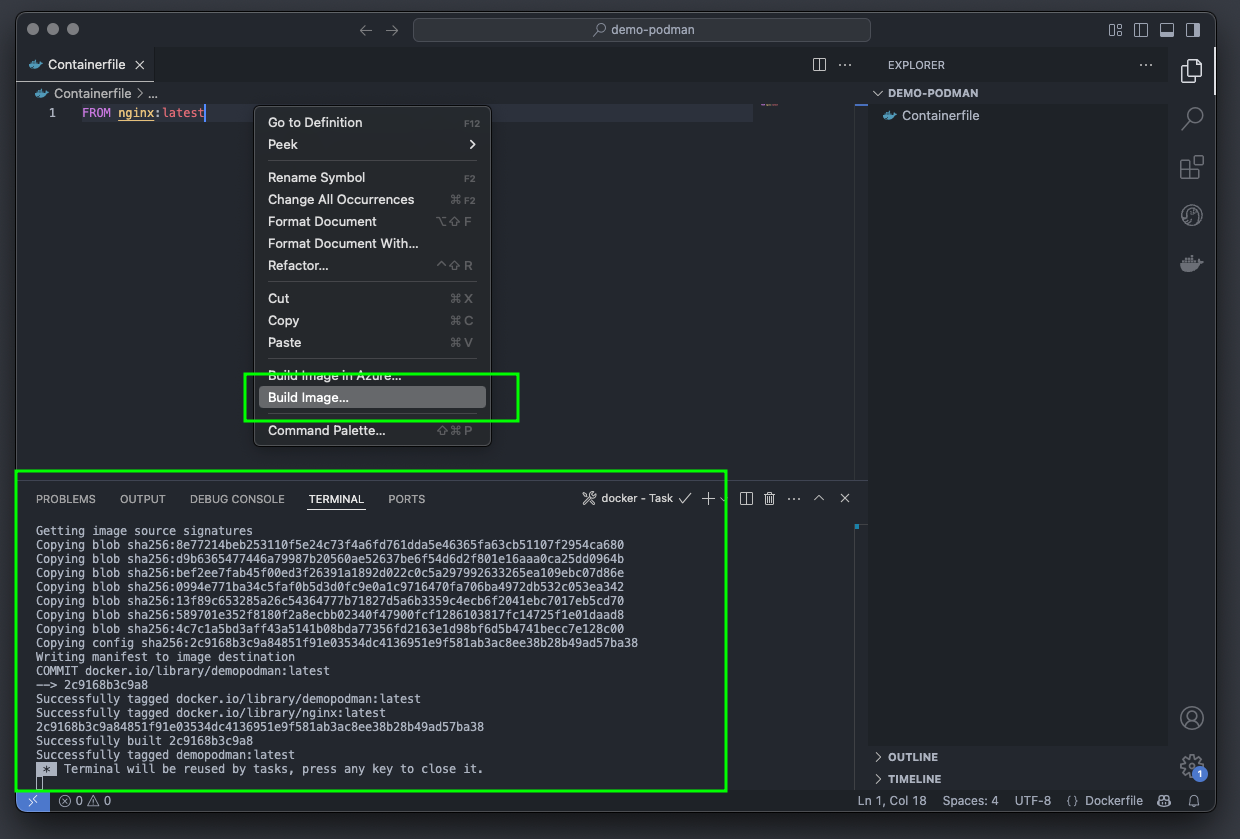 demo-podman
Containerfile
Containerfile > ...
1 FROM nginx:latest
Go to Definition F12
Peek
Rename Symbol F2
Change All Occurrences ⌘ F2
Format Document ⌥⇧ F
Format Document With...
Refactor... ^⇧ R
Cut ⌘ X
Copy ⌘ C
Paste ⌘ V
Build Image in Azure...
Build Image...
Command Palette... ⇧⌘ P
EXPLORER
DEMO-PODMAN
Containerfile
PROBLEMS OUTPUT DEBUG CONSOLE TERMINAL PORTS docker - Task
Getting image source signatures
Copying blob sha256:8e77214beb253110f5e24c73f4a6fd761dda5e46365fa63cb51107f2954ca680
Copying blob sha256:d9b6365477446a79987b20560ae52637be6f54d6d2f801e16aaa0ca25dd0964b
Copying blob sha256:bef2ee7fab45f00ed3f26391a1892d022c0c5a297992633265ea109ebc07d86e
Copying blob sha256:0994e771ba34c5faf0b5d3d0fc9e0a1c9716470fa706ba4972db532c053ea342
Copying blob sha256:13f89c653285a26c54364777b71827d5a6b3359c4ecb6f2041ebc7017eb5cd70
Copying blob sha256:589701e352f8180f2a8ecbb02340f47900fcf1286103817fc14725f1e01daad8
Copying blob sha256:4c7c1a5bd3aff43a5141b08bda77356fd2163e1d98bf6d5b4741becc7e128c00
Copying config sha256:2c9168b3c9a84851f91e03534dc4136951e9f581ab3ac8ee38b28b49ad57ba38
Writing manifest to image destination
COMMIT docker.io/library/demopodman:latest
--> 2c9168b3c9a8
Successfully tagged docker.io/library/demopodman:latest
Successfully tagged docker.io/library/nginx:latest
2c9168b3c9a84851f91e03534dc4136951e9f581ab3ac8ee38b28b49ad57ba38
Successfully built 2c9168b3c9a8
Successfully tagged demopodman:latest
* Terminal will be reused by tasks, press any key to close it.
OUTLINE
TIMELINE
1
0 0 Ln 1, Col 18 Spaces: 4 UTF-8 {} Dockerfile